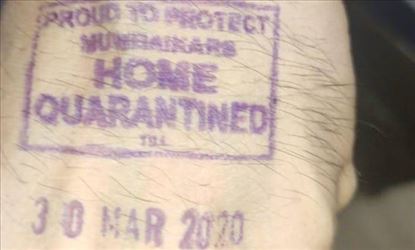 PROUD TO PROTECT
MUMBAIKARS
HOME
QUARANTINED
30 MAR 2020